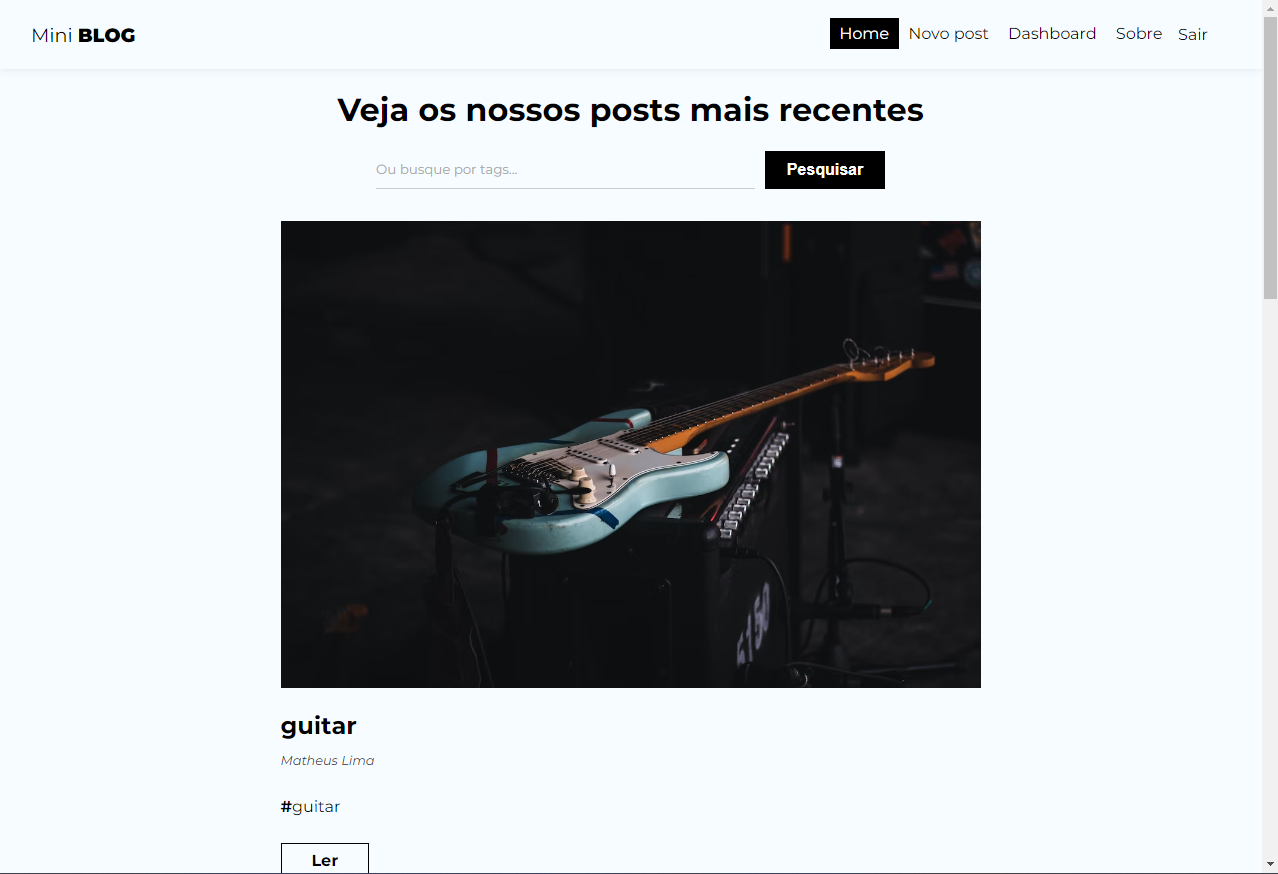 Mini BLOG
Home Novo post Dashboard Sobre Sair
Veja os nossos posts mais recentes
Ou busque por tags...
Pesquisar
5150
guitar
Matheus Lima
#guitar
Ler